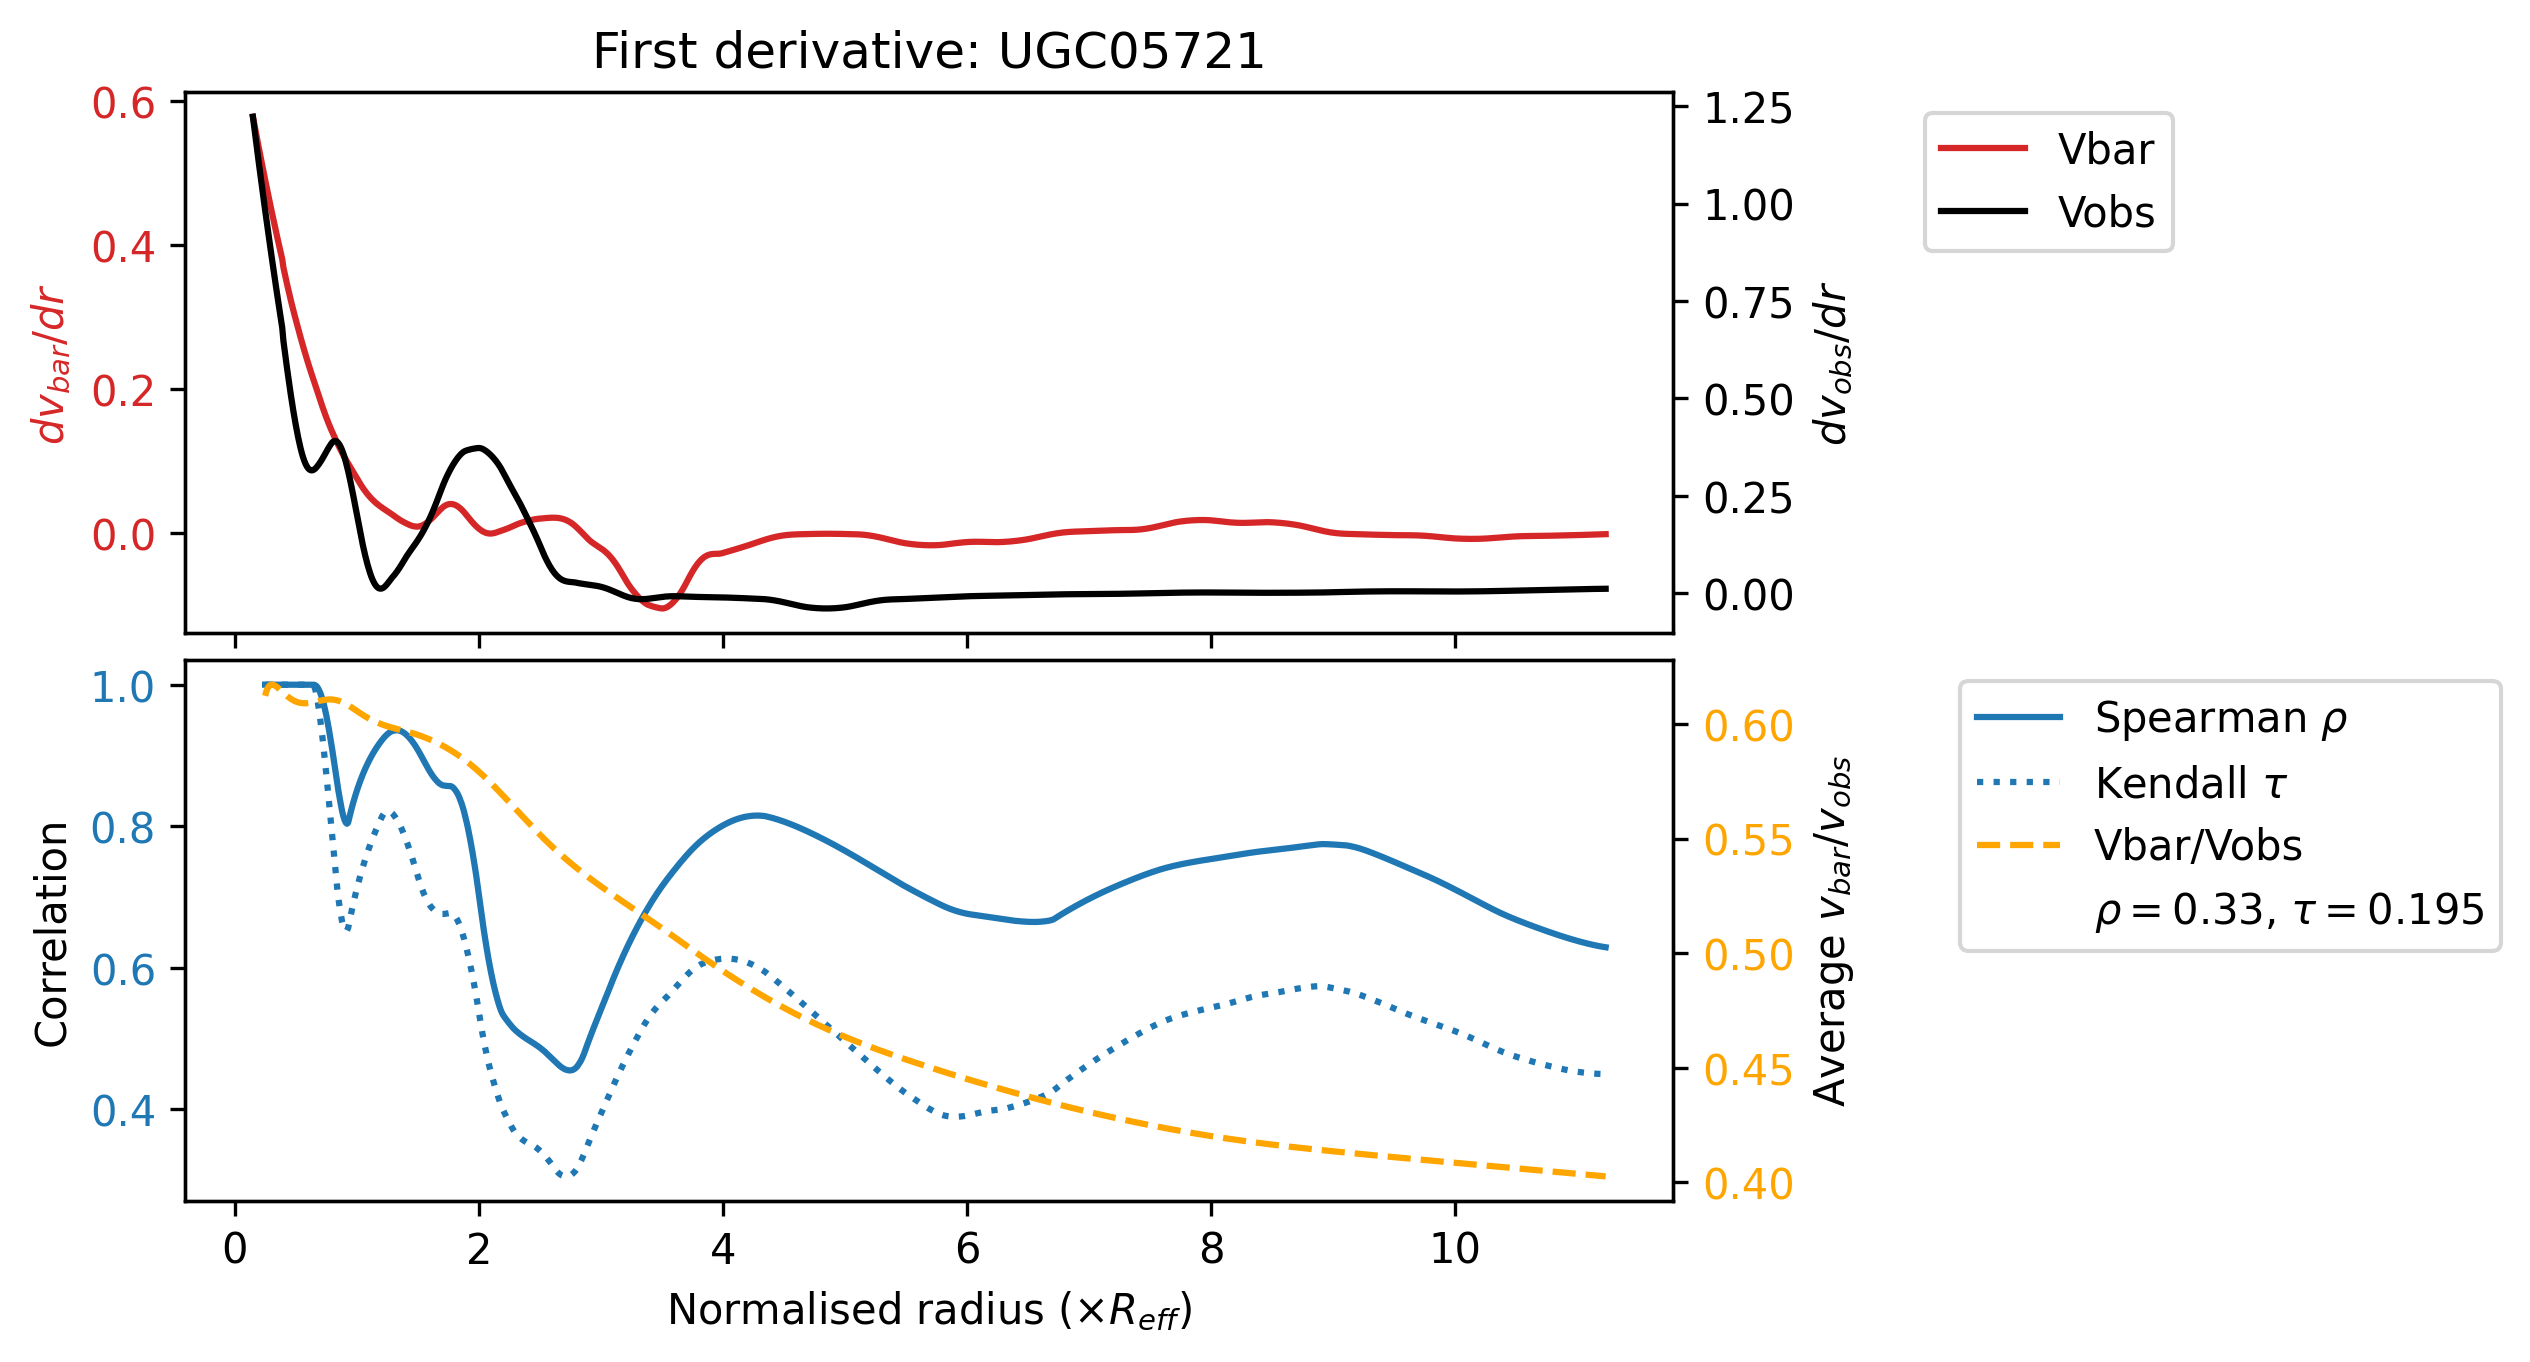 First derivative: UGC05721
0.6
0.4
0.2
0.0
dv_bar/dr
1.25
1.00
0.75
0.50
0.25
0.00
dv_obs/dr
Vbar
Vobs
1.0
0.8
0.6
0.4
Correlation
0.60
0.55
0.50
0.45
0.40
Average v_bar/v_obs
Spearman ρ
Kendall τ
Vbar/Vobs
ρ = 0.33, τ = 0.195
0 2 4 6 8 10
Normalised radius (×R_eff)